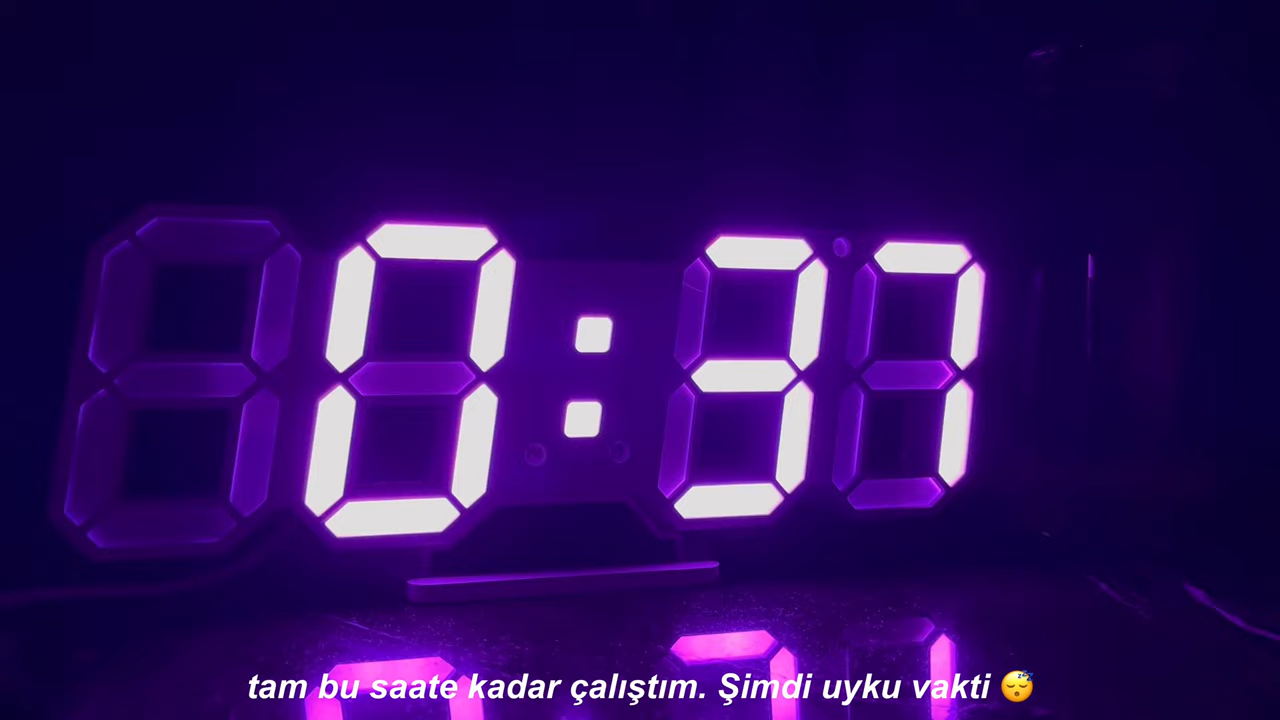 0:37
tam bu saate kadar çalıştım. Şimdi uyku vakti 😴